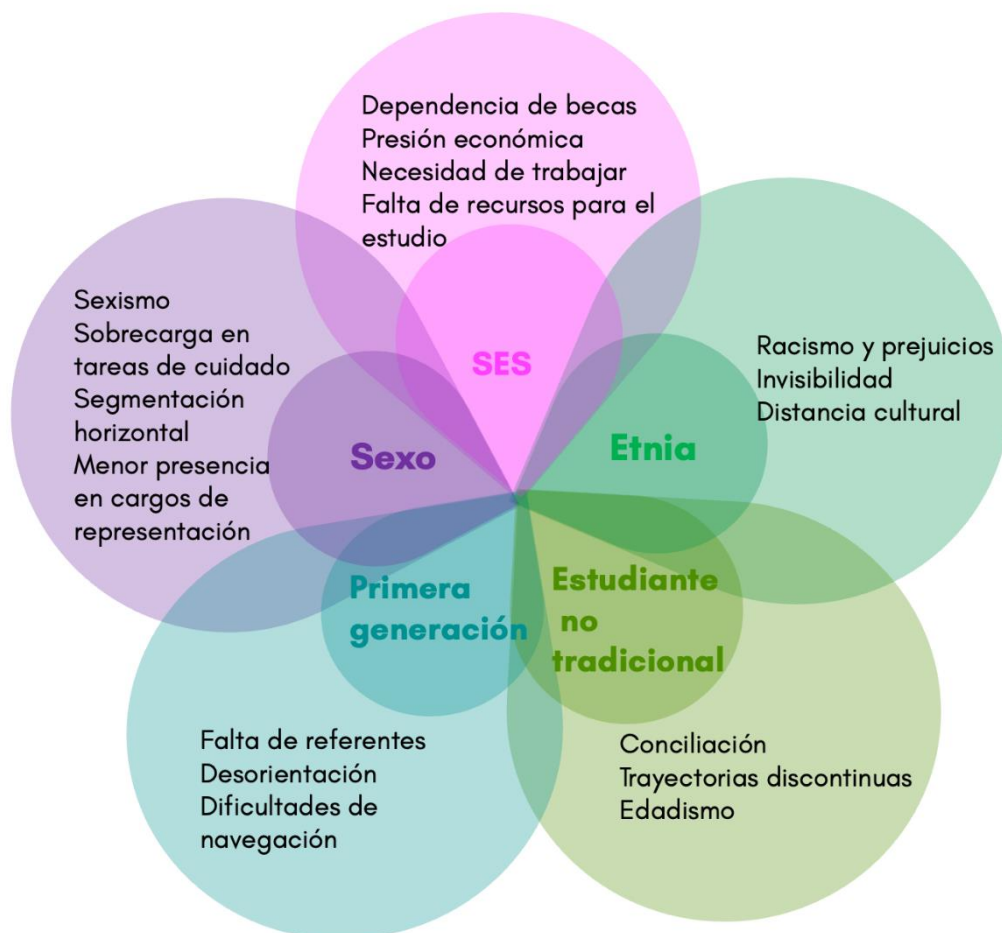 Dependencia de becas
Presión económica
Necesidad de trabajar
Falta de recursos para el
estudio
SES
Sexismo
Sobrecarga en
tareas de cuidado
Segmentación
horizontal
Menor presencia
en cargos de
representación
Sexo
Racismo y prejuicios
Invisibilidad
Distancia cultural
Etnia
Primera
generación
Falta de referentes
Desorientación
Dificultades de
navegación
Estudiante
no
tradicional
Conciliación
Trayectorias discontinuas
Edadismo